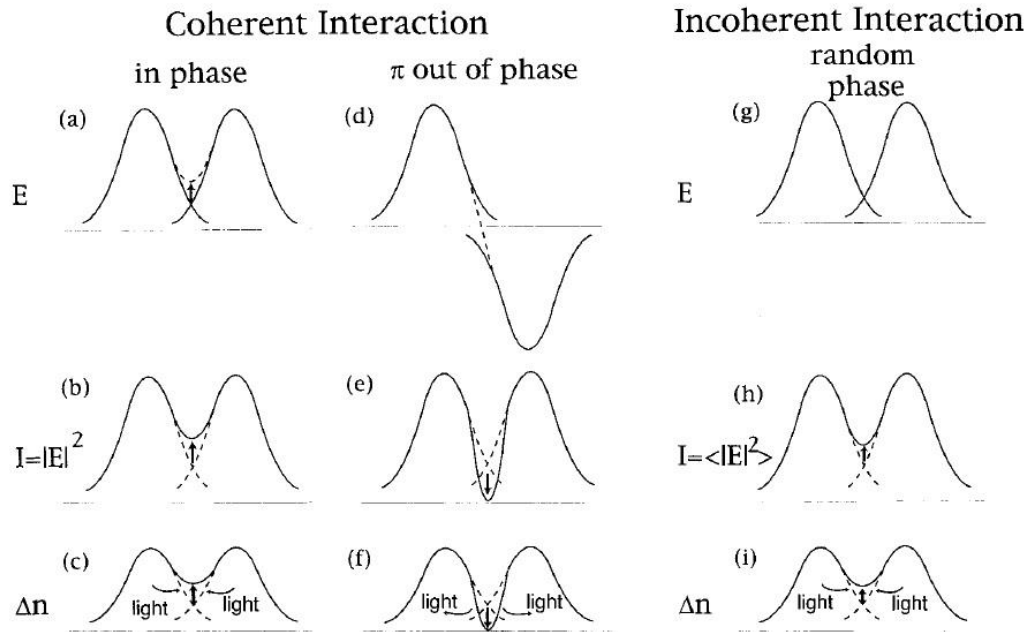 Coherent Interaction
Incoherent Interaction
in phase
π out of phase
random
phase
(a)
(d)
(g)
E
E
(b)
(e)
(h)
I=|E|²
I=<|E|²>
(c)
(f)
(i)
Δn
light
light
light
light
Δn
light
light